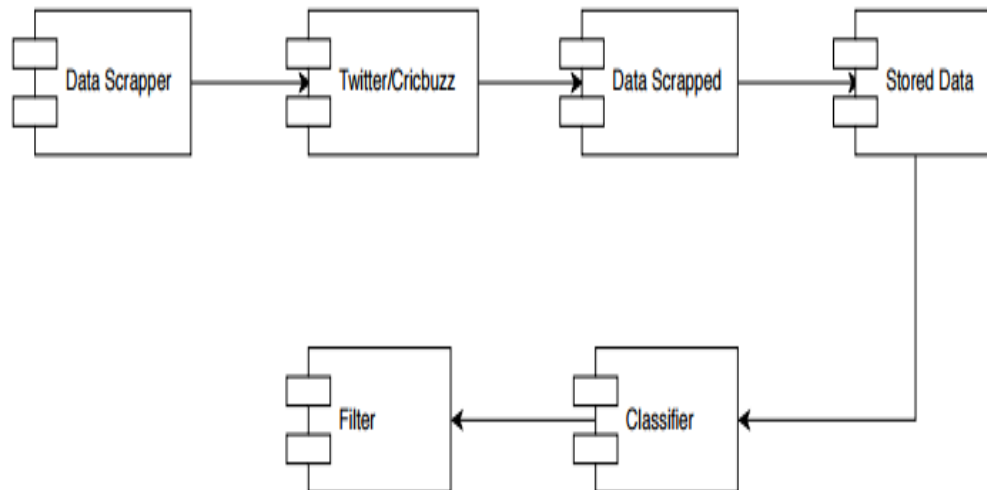 Data Scrapper
Twitter/Cricbuzz
Data Scrapped
Stored Data
Classifier
Filter